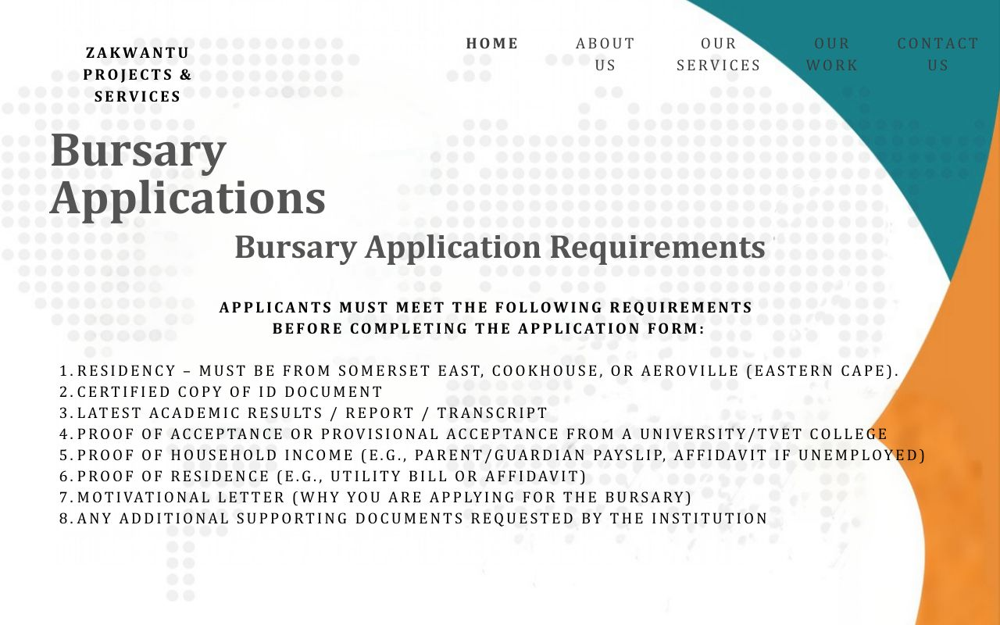 ZAKWANTU
PROJECTS &
SERVICES
HOME
ABOUT
US
OUR
SERVICES
OUR
WORK
CONTACT
US
Bursary
Applications
Bursary Application Requirements
APPLICANTS MUST MEET THE FOLLOWING REQUIREMENTS
BEFORE COMPLETING THE APPLICATION FORM:
1. RESIDENCY – MUST BE FROM SOMERSET EAST, COOKHOUSE, OR AEROVILLE (EASTERN CAPE).
2. CERTIFIED COPY OF ID DOCUMENT
3. LATEST ACADEMIC RESULTS / REPORT / TRANSCRIPT
4. PROOF OF ACCEPTANCE OR PROVISIONAL ACCEPTANCE FROM A UNIVERSITY/TVET COLLEGE
5. PROOF OF HOUSEHOLD INCOME (E.G., PARENT/GUARDIAN PAYSLIP, AFFIDAVIT IF UNEMPLOYED)
6. PROOF OF RESIDENCE (E.G., UTILITY BILL OR AFFIDAVIT)
7. MOTIVATIONAL LETTER (WHY YOU ARE APPLYING FOR THE BURSARY)
8. ANY ADDITIONAL SUPPORTING DOCUMENTS REQUESTED BY THE INSTITUTION